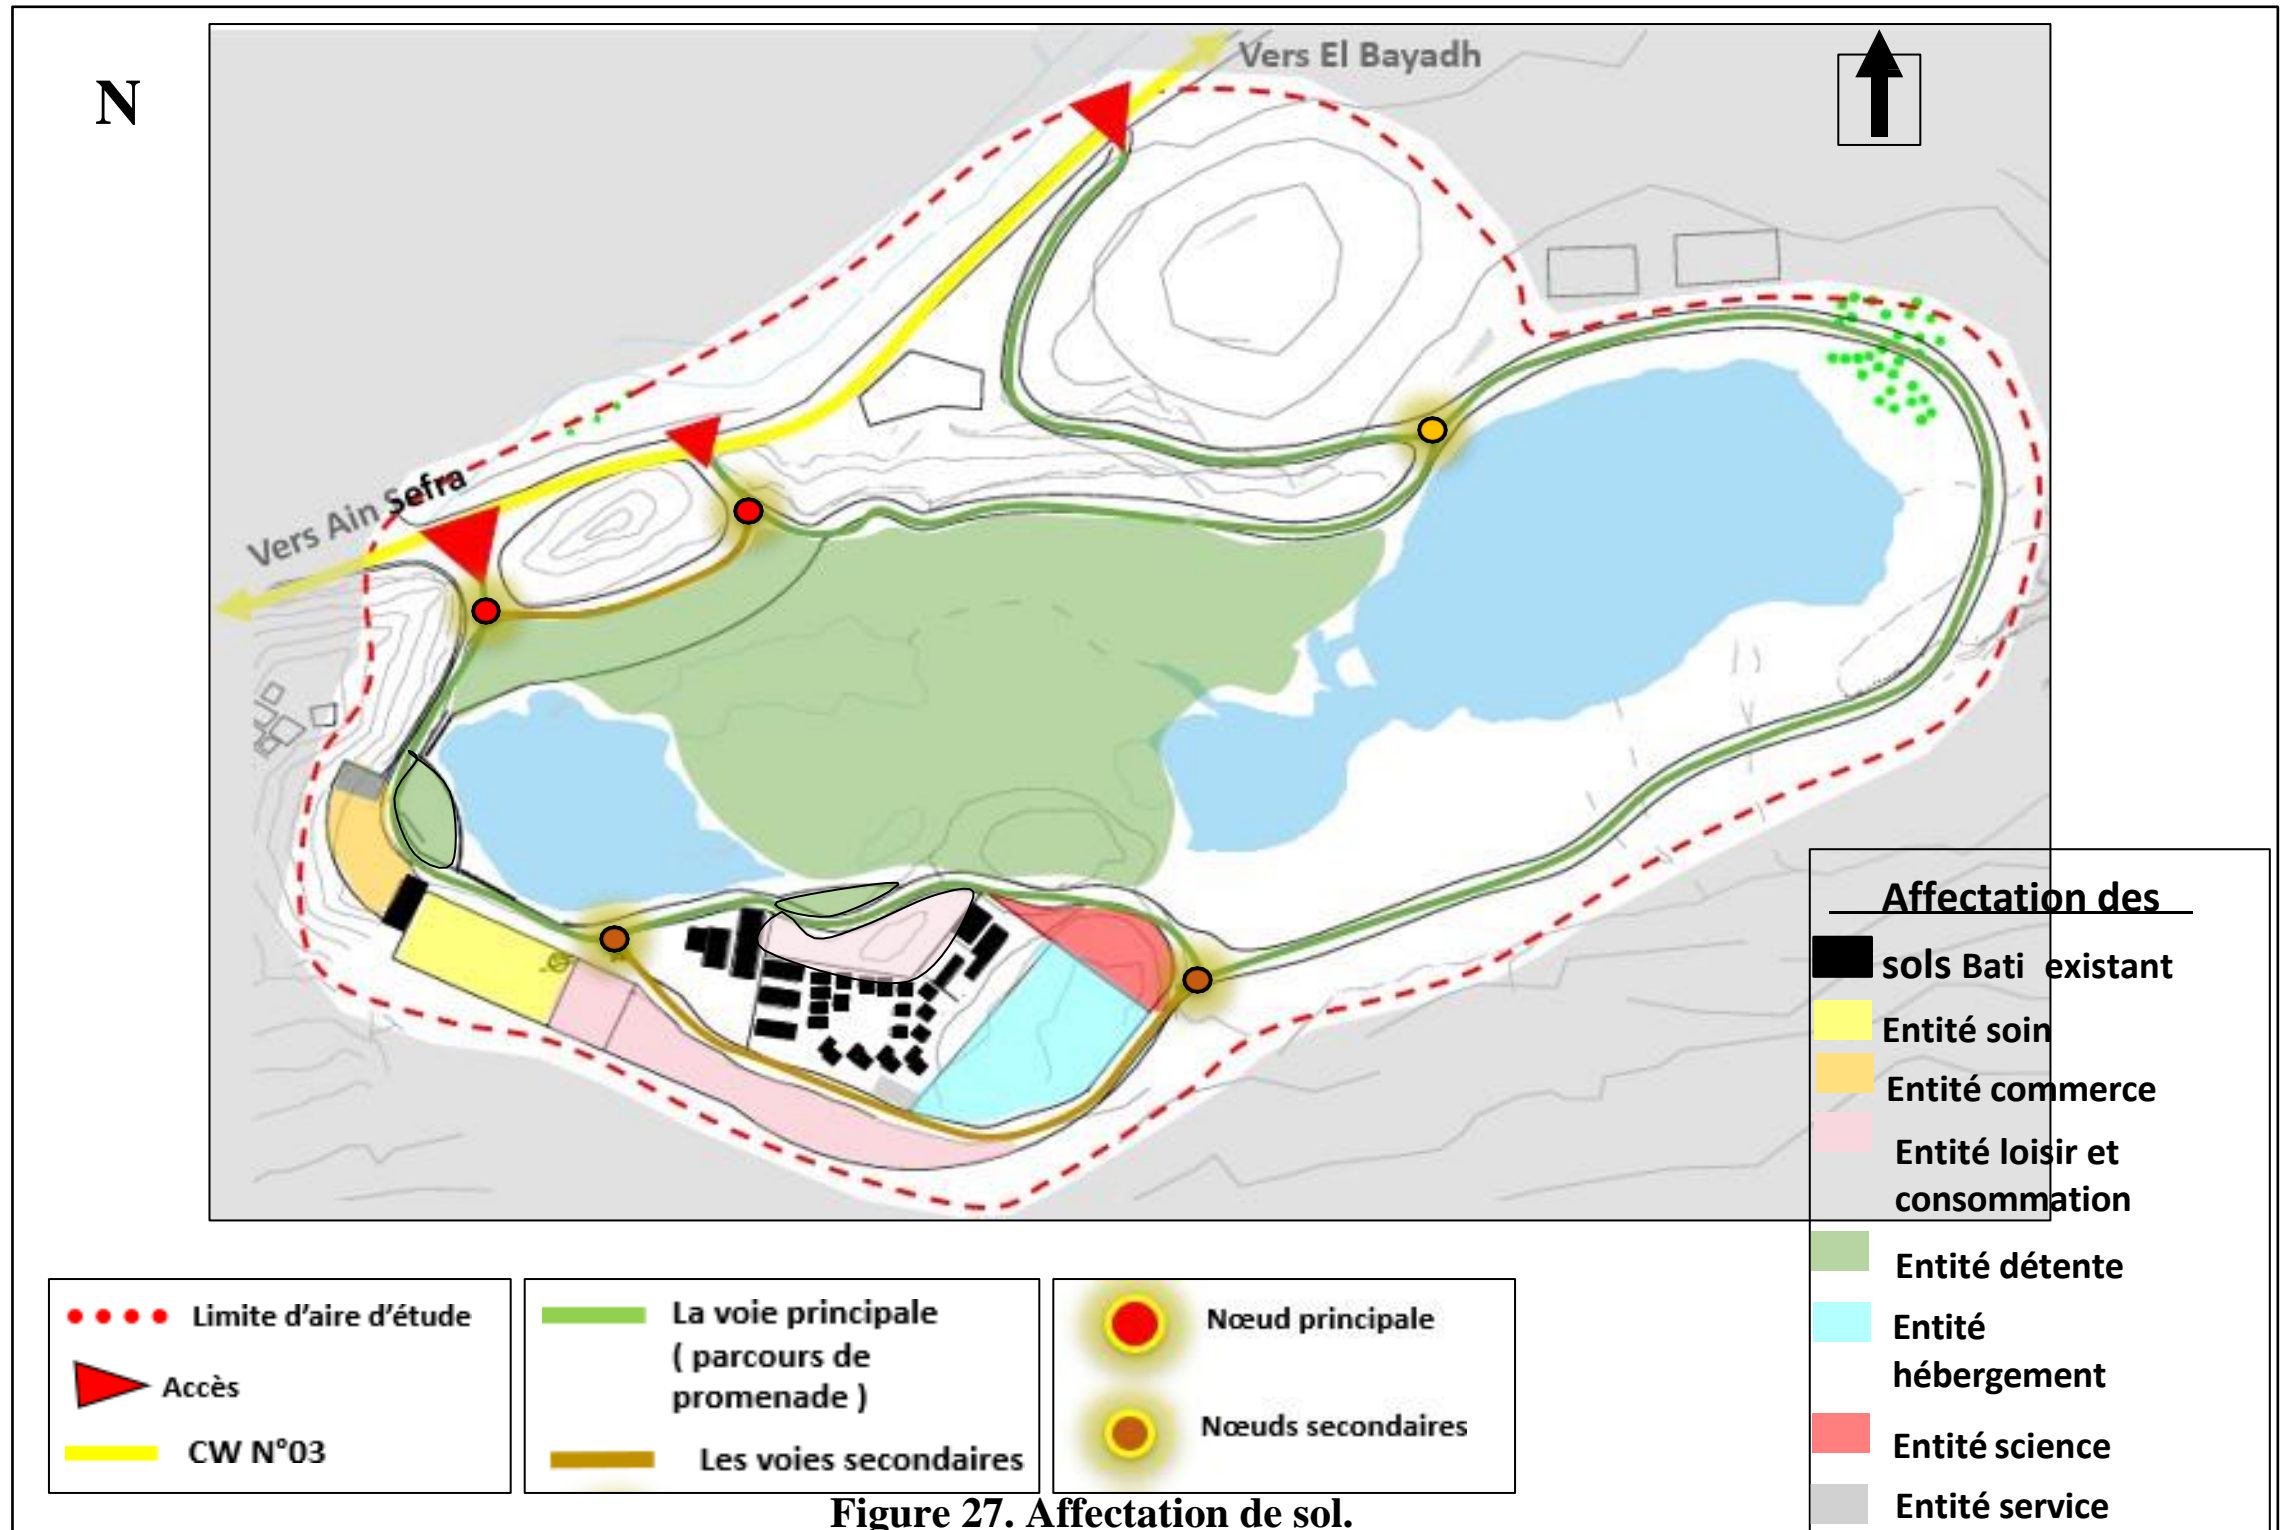 N
Vers El Bayadh
Vers Ain Sefra
Affectation des
sols Bati existant
Entité soin
Entité commerce
Entité loisir et
consommation
Entité détente
Entité
hébergement
Entité science
Entité service
Limite d'aire d'étude
Accès
CW N°03
La voie principale
( parcours de
promenade )
Les voies secondaires
Nœud principale
Nœuds secondaires
Figure 27. Affectation de sol.